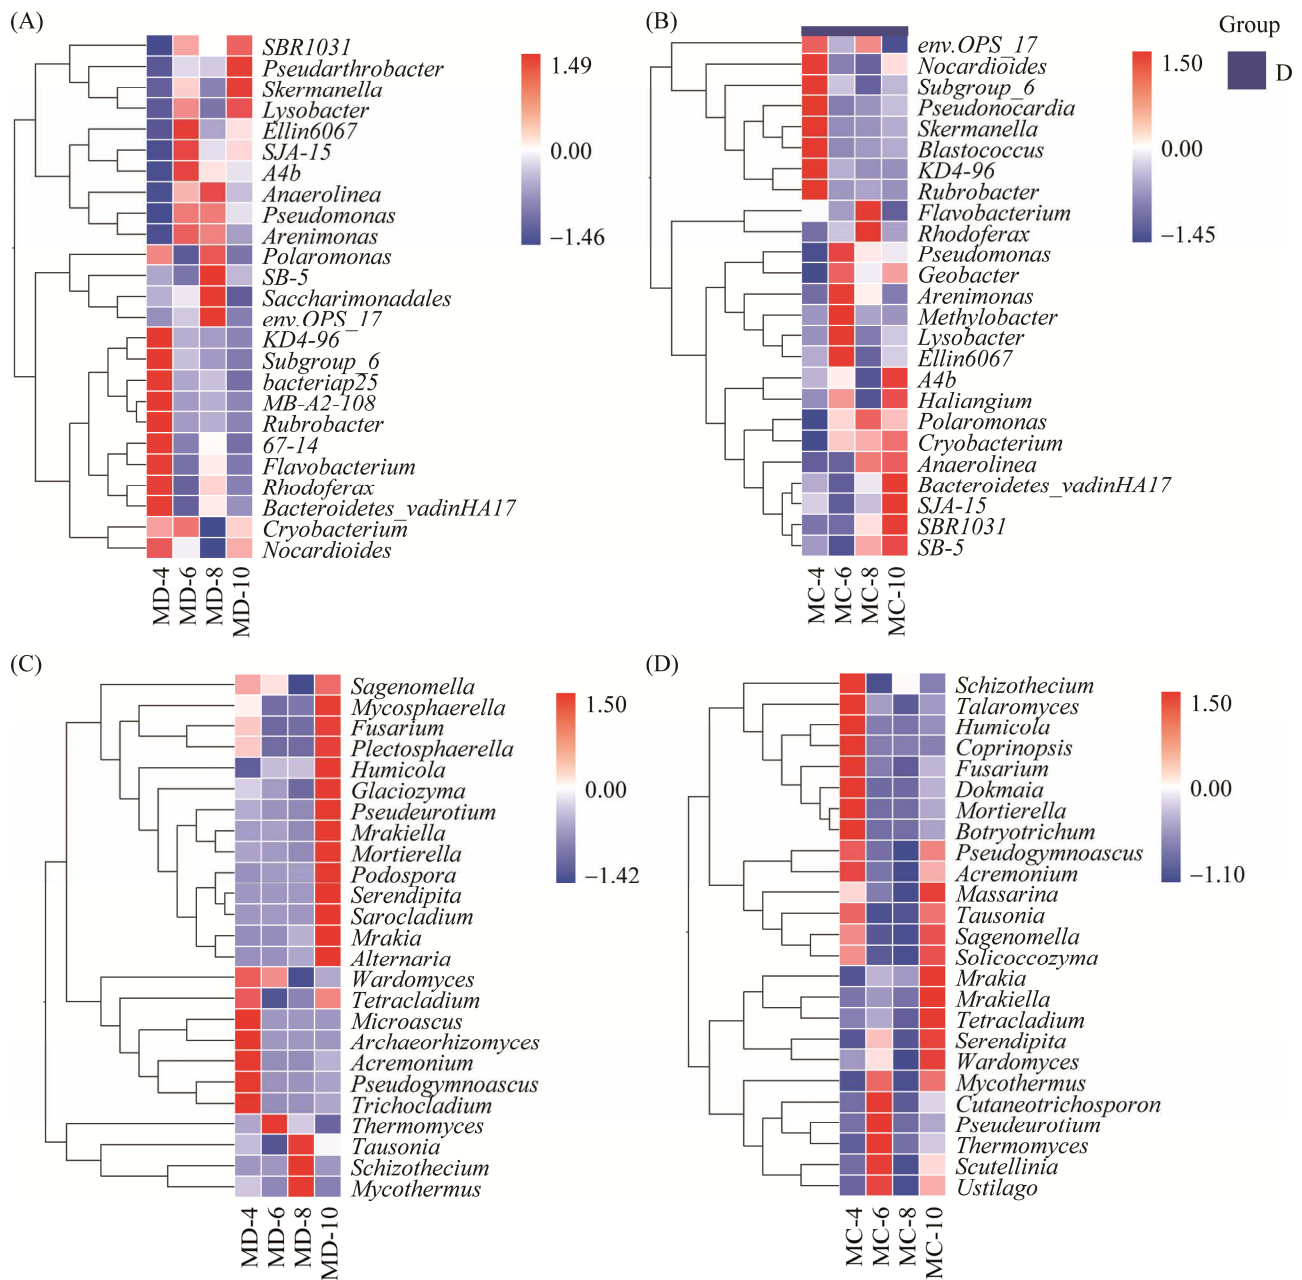 (A)
SBR1031
Pseudarthrobacter
Skermanella
Lysobacter
Ellin6067
SJA-15
A4b
Anaerolinea
Pseudomonas
Arenimonas
Polaromonas
SB-5
Saccharimonadales
env.OPS_17
KD4-96
Subgroup_6
bacteriap25
MB-A2-108
Rubrobacter
67-14
Flavobacterium
Rhodoferax
Bacteroidetes_vadinHA17
Cryobacterium
Nocardioides
MD-4
MD-6
MD-8
MD-10
1.49
0.00
−1.46
(B)
Group
D
env.OPS_17
Nocardioides
Subgroup_6
Pseudonocardia
Skermanella
Blastococcus
KD4-96
Rubrobacter
Flavobacterium
Rhodoferax
Pseudomonas
Geobacter
Arenimonas
Methylobacter
Lysobacter
Ellin6067
A4b
Haliangium
Polaromonas
Cryobacterium
Anaerolinea
Bacteroidetes_vadinHA17
SJA-15
SBR1031
SB-5
MC-4
MC-6
MC-8
MC-10
1.50
0.00
−1.45
(C)
Sagenomella
Mycosphaerella
Fusarium
Plectosphaerella
Humicola
Glaciozyma
Pseudeurotium
Mrakiella
Mortierella
Podospora
Serendipita
Sarocladium
Mrakia
Alternaria
Wardomyces
Tetracladium
Microascus
Archaeorhizomyces
Acremonium
Pseudogymnoascus
Trichocladium
Thermomyces
Tausonia
Schizothecium
Mycothermus
MD-4
MD-6
MD-8
MD-10
1.50
0.00
−1.42
(D)
Schizothecium
Talaromyces
Humicola
Coprinopsis
Fusarium
Dokmaia
Mortierella
Botryotrichum
Pseudogymnoascus
Acremonium
Massarina
Tausonia
Sagenomella
Solicoccozyma
Mrakia
Mrakiella
Tetracladium
Serendipita
Wardomyces
Mycothermus
Cutaneotrichosporon
Pseudeurotium
Thermomyces
Scutellinia
Ustilago
MC-4
MC-6
MC-8
MC-10
1.50
0.00
−1.10